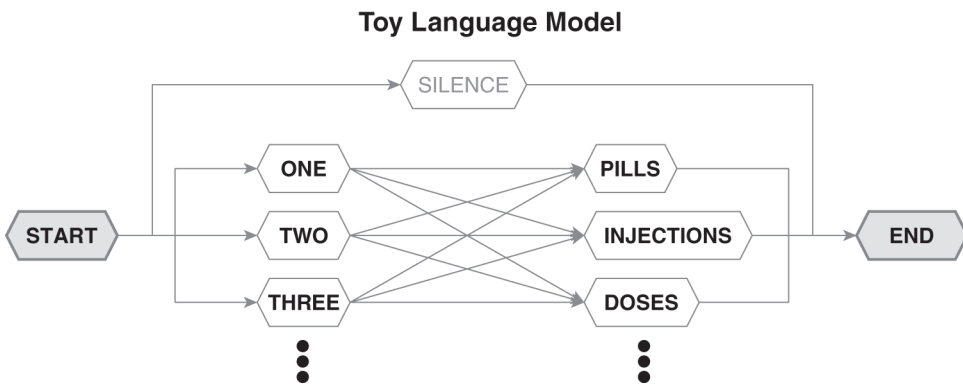 Toy Language Model
SILENCE
ONE
PILLS
START
TWO
INJECTIONS
END
THREE
DOSES